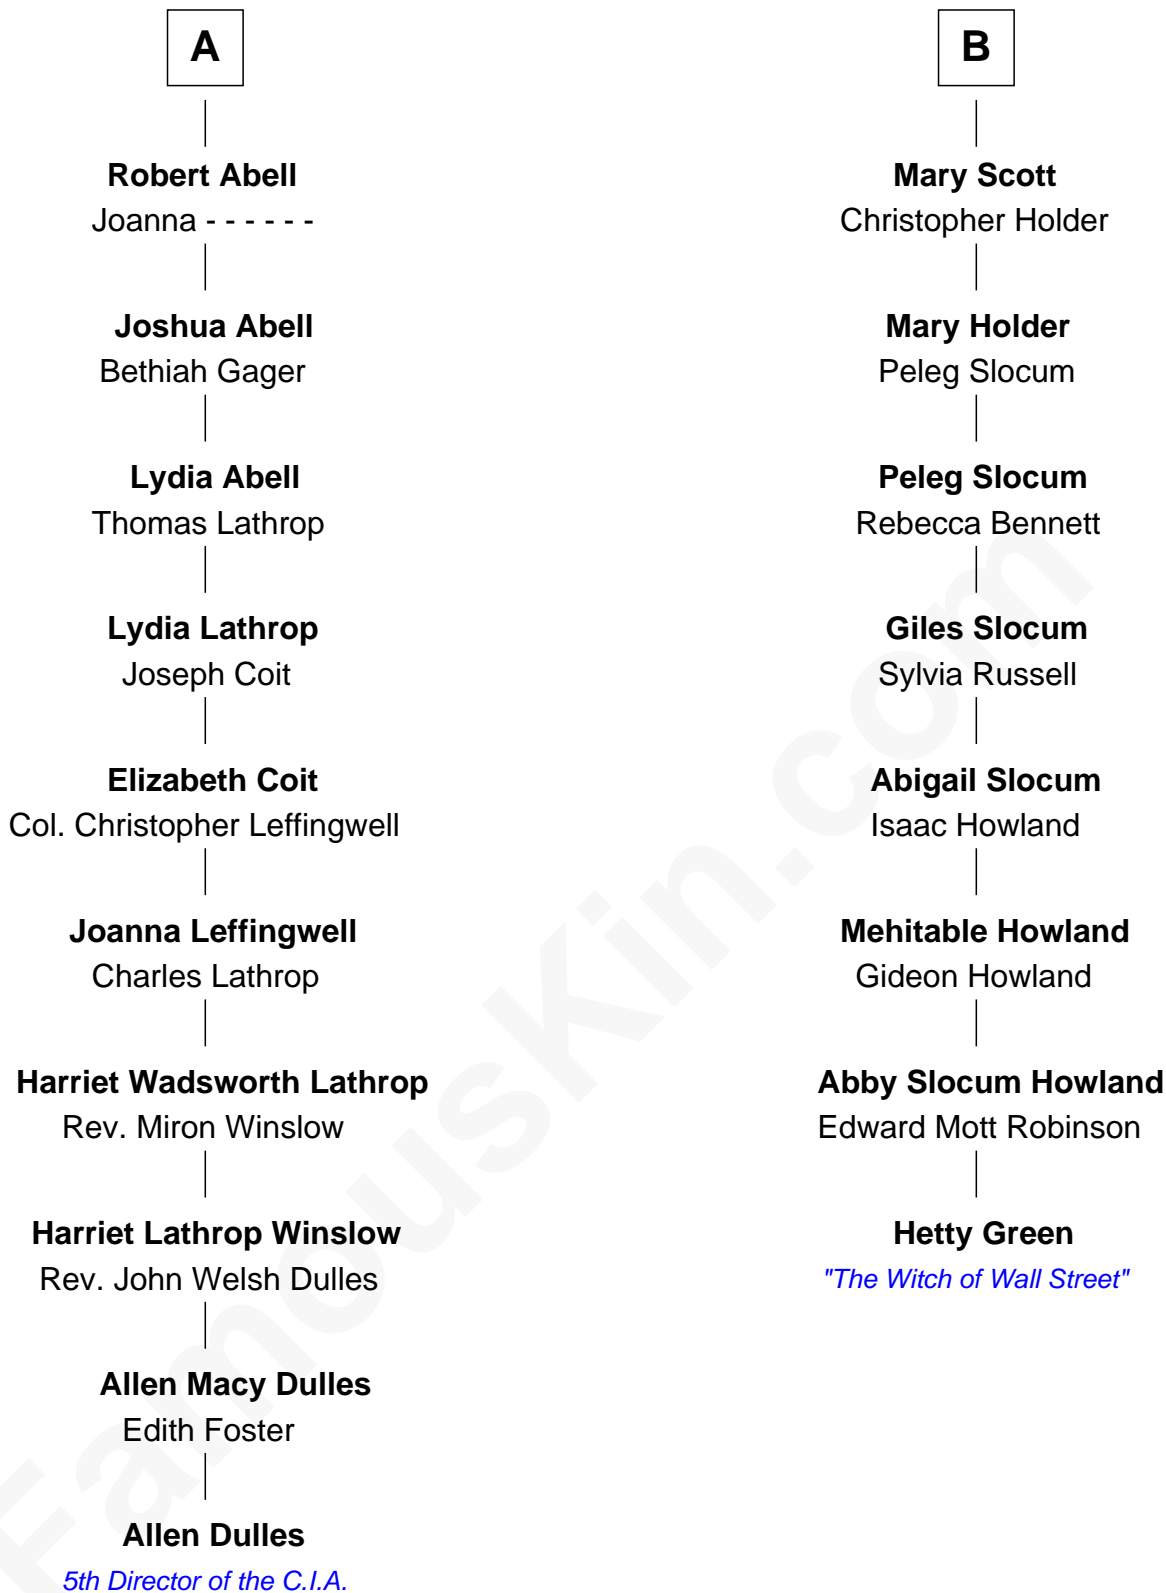 A
Robert Abell
Joanna - - - - - -
Joshua Abell
Bethiah Gager
Lydia Abell
Thomas Lathrop
Lydia Lathrop
Joseph Coit
Elizabeth Coit
Col. Christopher Leffingwell
Joanna Leffingwell
Charles Lathrop
Harriet Wadsworth Lathrop
Rev. Miron Winslow
Harriet Lathrop Winslow
Rev. John Welsh Dulles
Allen Macy Dulles
Edith Foster
Allen Dulles
5th Director of the C.I.A.
B
Mary Scott
Christopher Holder
Mary Holder
Peleg Slocum
Peleg Slocum
Rebecca Bennett
Giles Slocum
Sylvia Russell
Abigail Slocum
Isaac Howland
Mehitable Howland
Gideon Howland
Abby Slocum Howland
Edward Mott Robinson
Hetty Green
"The Witch of Wall Street"
FamousKin.com